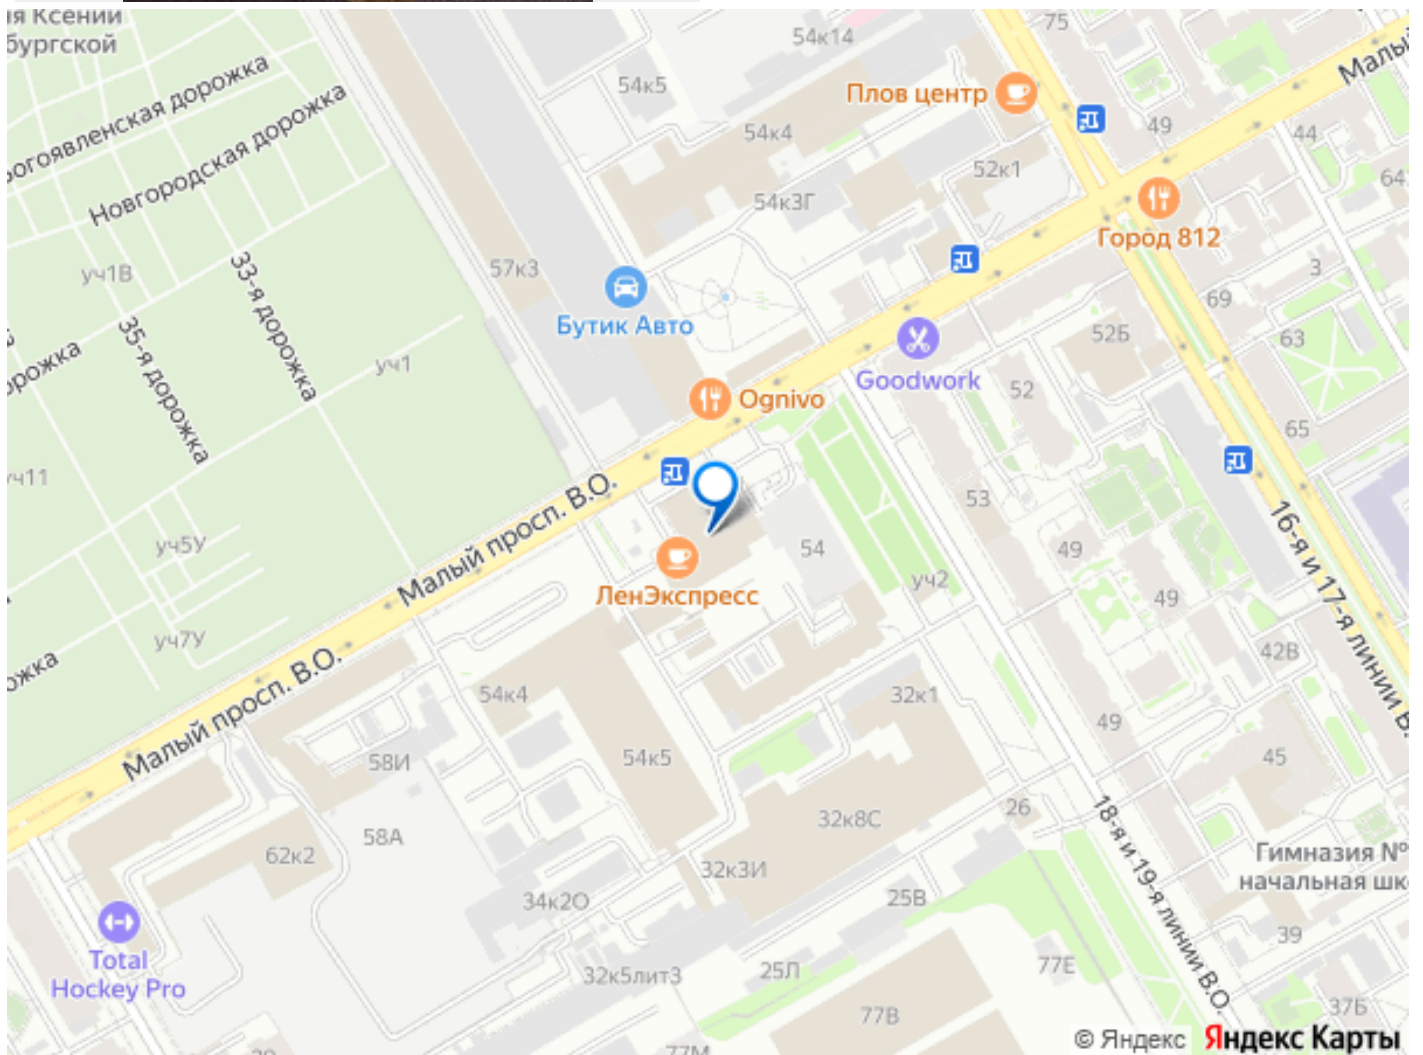 я Ксении
бургской
54к14
75
Малый
54к5
Плов центр
огоявленская дорожка
Новгородская дорожка
54к4
49
44
52к1
64
54к3Г
Город 812
уч1В
33-я дорожка
57к3
3
69
35-я дорожка
Бутик Авто
52Б
63
орожка
уч1
Goodwork
52
Ognivo
65
уч11
Малый просп. В.О.
53
16-я и 17-я линии В.
уч5У
54
49
ЛенЭкспресс
уч2
49
уч7У
ожка
42В
Малый просп. В.О.
54к4
32к1
49
58И
54к5
45
18-я и 19-я линии В.О.
26
32к8С
58А
62к2
Гимназия №
начальная шк
32к3И
34к2О
25В
39
Total
Hockey Pro
32к5лит3
25Л
77Е
37Б
77В
© Яндекс
Яндекс Карты